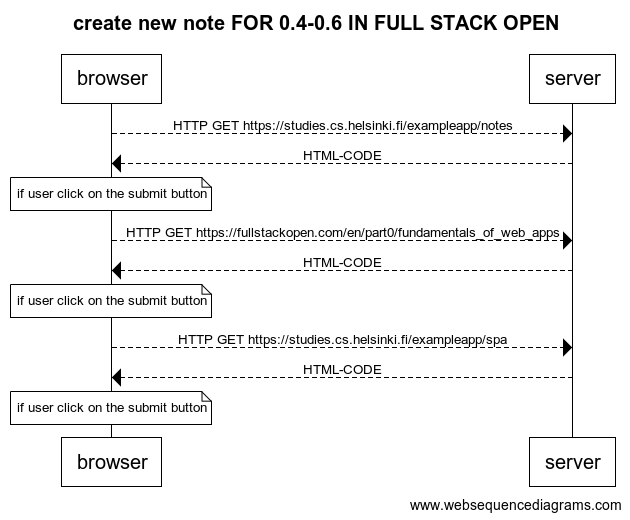 create new note FOR 0.4-0.6 IN FULL STACK OPEN
browser
server
HTTP GET https://studies.cs.helsinki.fi/exampleapp/notes
HTML-CODE
if user click on the submit button
HTTP GET https://fullstackopen.com/en/part0/fundamentals_of_web_apps
HTML-CODE
if user click on the submit button
HTTP GET https://studies.cs.helsinki.fi/exampleapp/spa
HTML-CODE
if user click on the submit button
browser
server
www.websequencediagrams.com